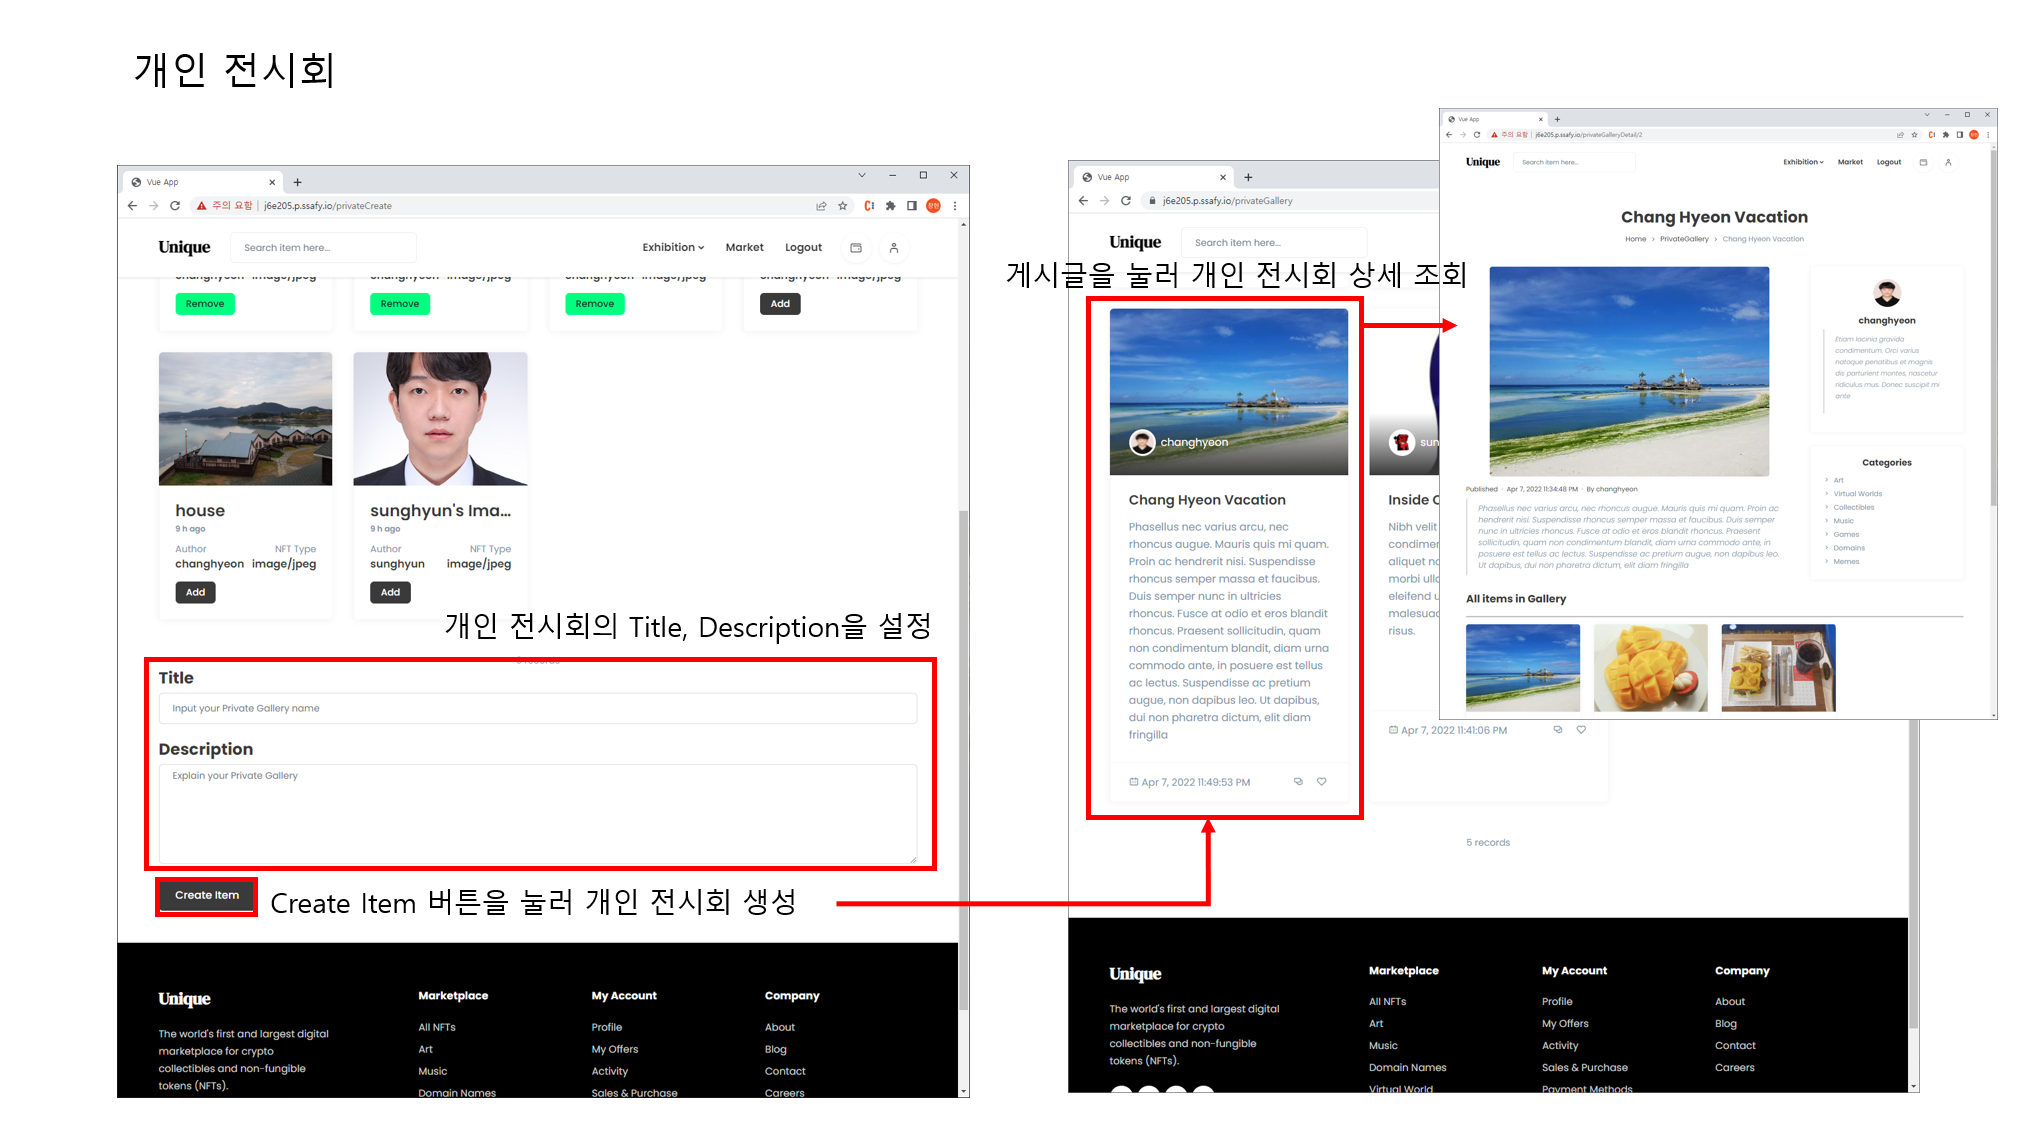 개인 전시회
Vue App
주의 요함 | j6e205.p.ssafy.io/privateCreate
Unique
Search item here...
Exhibition
Market
Logout
changhyeon image/jpeg
changhyeon image/jpeg
changhyeon image/jpeg
changhyeon image/jpeg
Remove
Remove
Remove
Add
house
9 h ago
Author NFT Type
changhyeon image/jpeg
Add
sunghyun's Ima...
9 h ago
Author NFT Type
sunghyun image/jpeg
Add
개인 전시회의 Title, Description을 설정
records
Title
Input your Private Gallery name
Description
Explain your Private Gallery
Create Item
Create Item 버튼을 눌러 개인 전시회 생성
Unique
The world's first and largest digital
marketplace for crypto
collectibles and non-fungible
tokens (NFTs).
Marketplace
All NFTs
Art
Music
Domain Names
My Account
Profile
My Offers
Activity
Sales & Purchase
Company
About
Blog
Contact
Careers
Vue App
j6e205.p.ssafy.io/privateGallery
Unique
Search item here...
게시글을 눌러 개인 전시회 상세 조회
changhyeon
Chang Hyeon Vacation
Phasellus nec varius arcu, nec
rhoncus augue. Mauris quis mi quam.
Proin ac hendrerit nisi. Suspendisse
rhoncus semper massa et faucibus.
Duis semper nunc in ultricies
rhoncus. Fusce at odio et eros blandit
rhoncus. Praesent sollicitudin, quam
non condimentum blandit, diam urna
commodo ante, in posuere est tellus
ac lectus. Suspendisse ac pretium
augue, non dapibus leo. Ut dapibus,
dui non pharetra dictum, elit diam
fringilla
Apr 7, 2022 11:49:53 PM
sun
Inside C
Nibh velit
condimen
aliquet no
morbi ulla
eleifend u
malesuad
risus.
Apr 7, 2022 11:41:06 PM
5 records
Unique
The world's first and largest digital
marketplace for crypto
collectibles and non-fungible
tokens (NFTs).
Marketplace
All NFTs
Art
Music
Domain Names
Virtual World
My Account
Profile
My Offers
Activity
Sales & Purchase
Payment Methods
Company
About
Blog
Contact
Careers
Vue App
주의 요함 | j6e205.p.ssafy.io/privateGalleryDetail/2
Unique
Search item here...
Exhibition
Market
Logout
Chang Hyeon Vacation
Home > PrivateGallery > Chang Hyeon Vacation
Published · Apr 7, 2022 11:34:48 PM · By changhyeon
Phasellus nec varius arcu, nec rhoncus augue. Mauris quis mi quam. Proin ac
hendrerit nisi. Suspendisse rhoncus semper massa et faucibus. Duis semper
nunc in ultricies rhoncus. Fusce at odio et eros blandit rhoncus. Praesent
sollicitudin, quam non condimentum blandit, diam urna commodo ante, in
posuere est tellus ac lectus. Suspendisse ac pretium augue, non dapibus leo.
Ut dapibus, dui non pharetra dictum, elit diam fringilla
All items in Gallery
changhyeon
Etiam lacinia gravida
condimentum. Orci varius
natoque penatibus et magnis
dis parturient montes, nascetur
ridiculus mus. Donec suscipit mi
ante
Categories
Art
Virtual Worlds
Collectibles
Music
Games
Domains
Memes